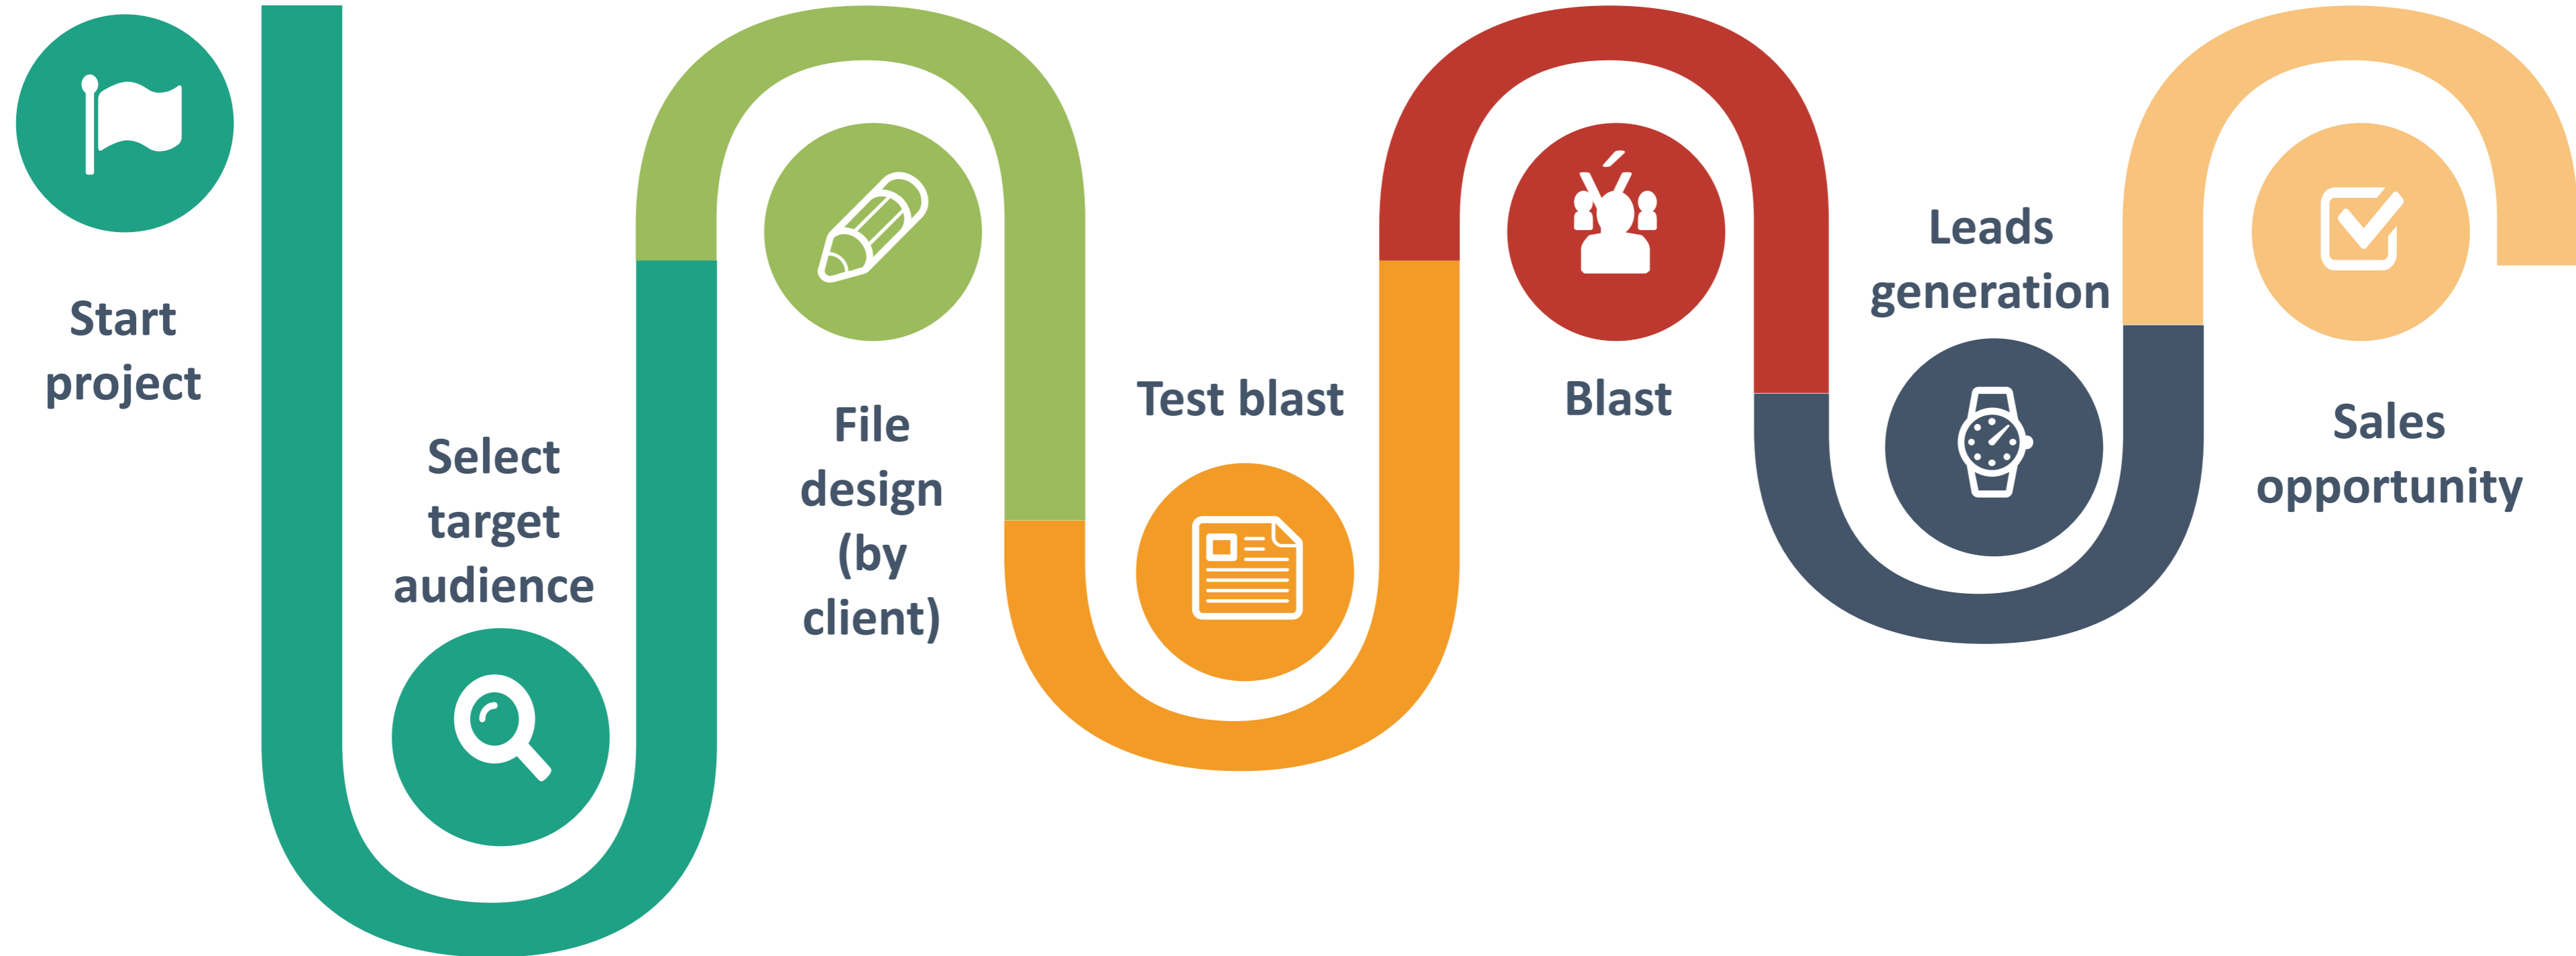 Start
project
Select
target
audience
File
design
(by
client)
Test blast
Blast
Leads
generation
Sales
opportunity